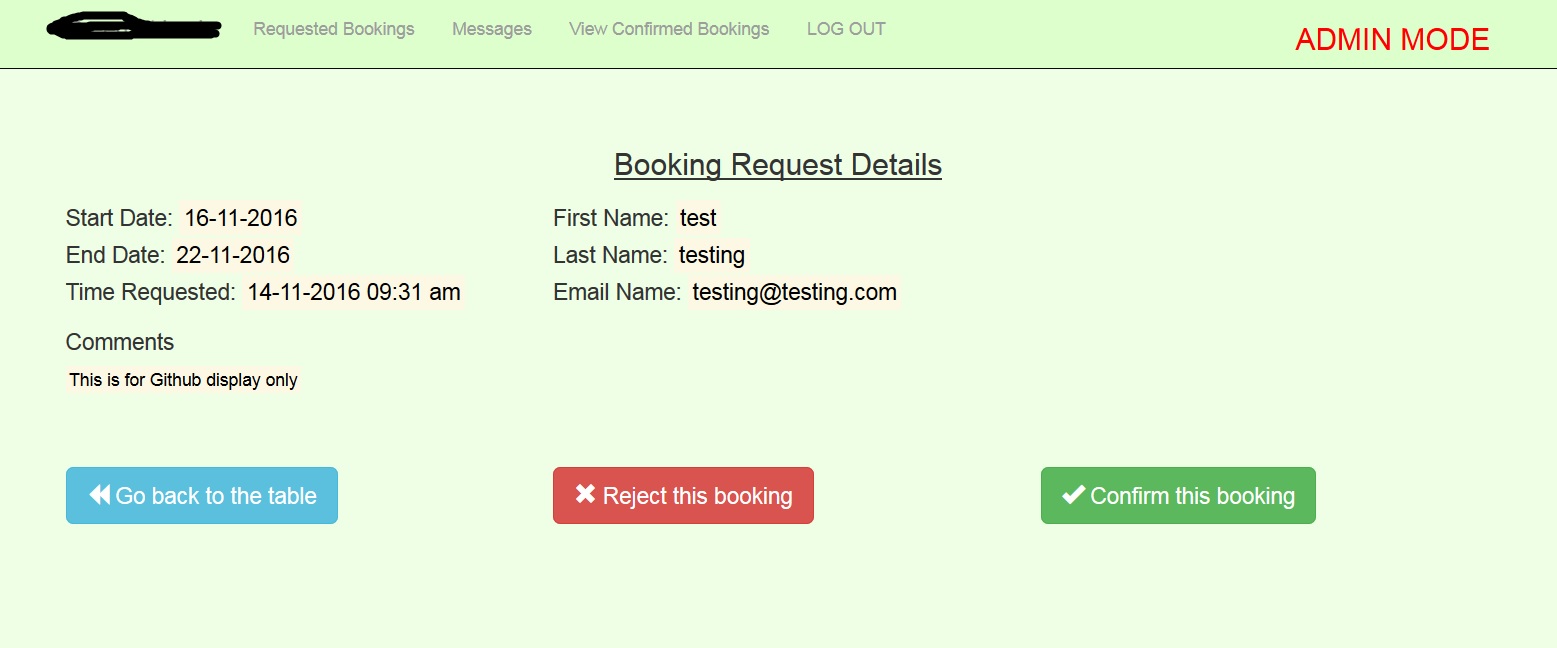 Requested Bookings Messages View Confirmed Bookings LOG OUT
ADMIN MODE
Booking Request Details
Start Date: 16-11-2016
First Name: test
End Date: 22-11-2016
Last Name: testing
Time Requested: 14-11-2016 09:31 am
Email Name: testing@testing.com
Comments
This is for Github display only
Go back to the table
Reject this booking
Confirm this booking